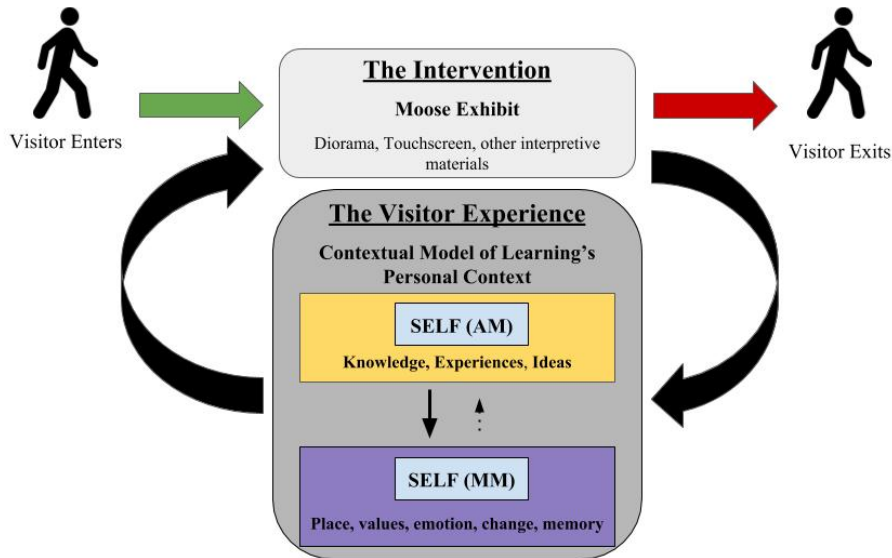 The Intervention
Moose Exhibit
Visitor Enters
Diorama, Touchscreen, other interpretive
materials
Visitor Exits
The Visitor Experience
Contextual Model of Learning's
Personal Context
SELF (AM)
Knowledge, Experiences, Ideas
SELF (MM)
Place, values, emotion, change, memory